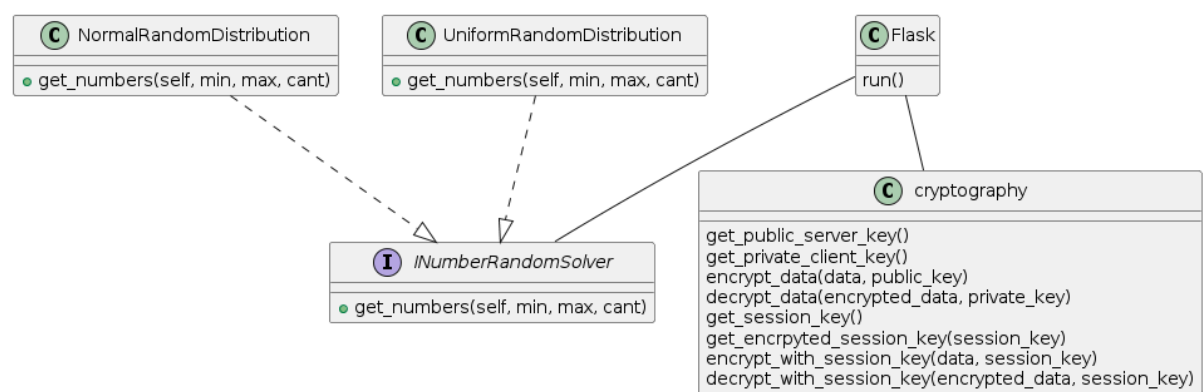 C NormalRandomDistribution
get_numbers(self, min, max, cant)
C UniformRandomDistribution
get_numbers(self, min, max, cant)
C Flask
run()
I INumberRandomSolver
get_numbers(self, min, max, cant)
C cryptography
get_public_server_key()
get_private_client_key()
encrypt_data(data, public_key)
decrypt_data(encrypted_data, private_key)
get_session_key()
get_encrpyted_session_key(session_key)
encrypt_with_session_key(data, session_key)
decrypt_with_session_key(encrypted_data, session_key)